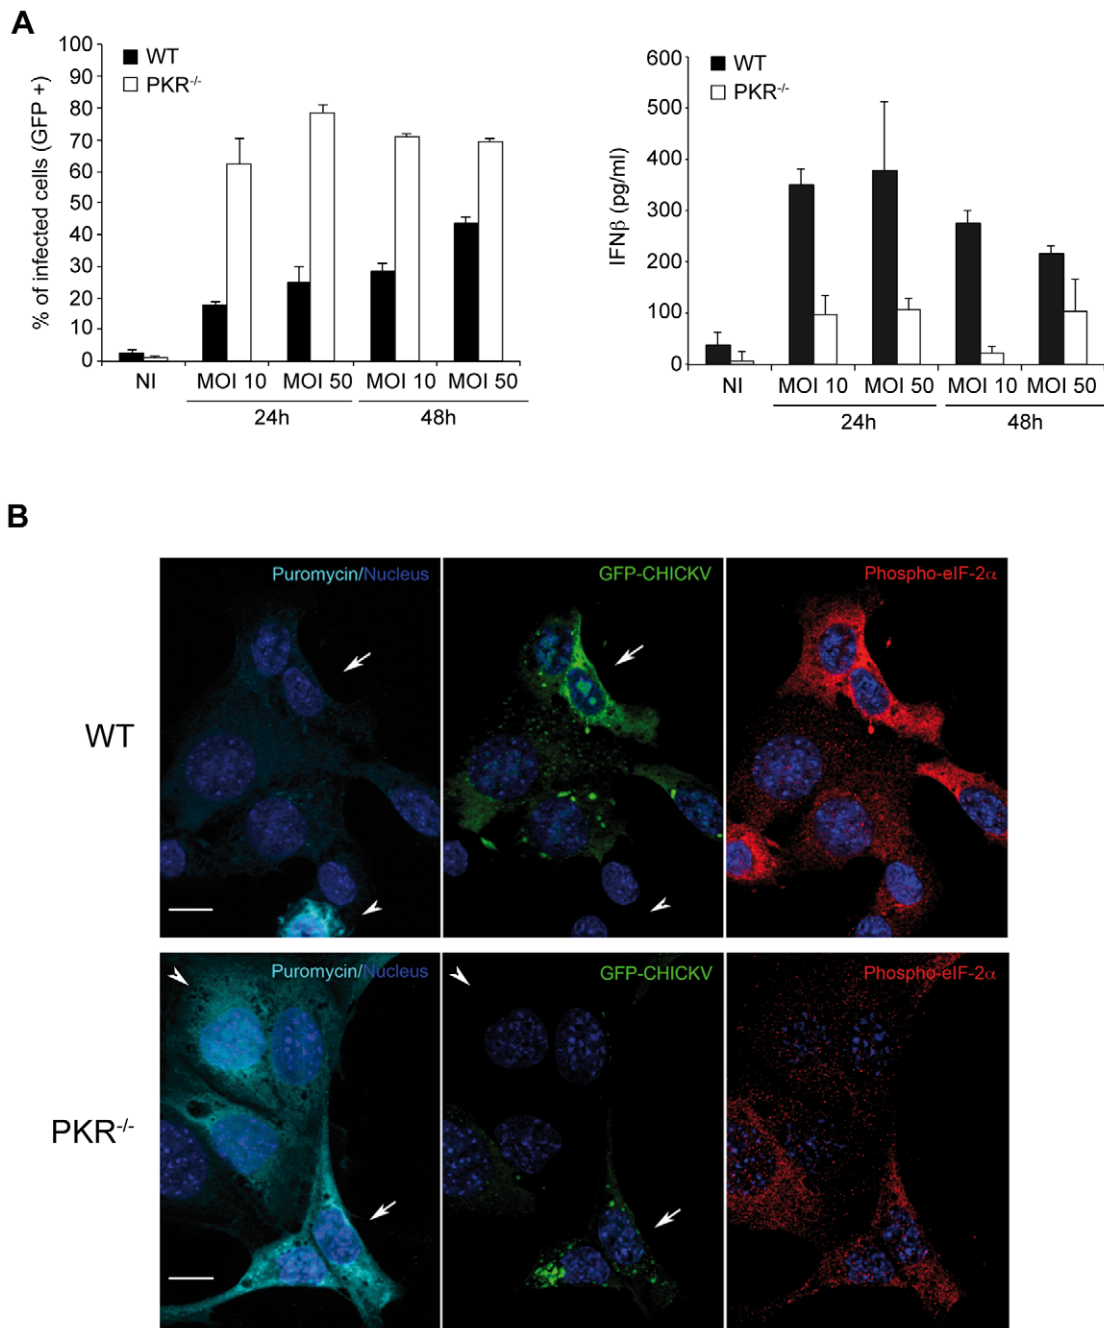 A
% of infected cells (GFP +)
100
90
80
70
60
50
40
30
20
10
0
WT
PKR-/-
NI
MOI 10
MOI 50
MOI 10
MOI 50
24h
48h
IFNβ (pg/ml)
600
500
400
300
200
100
0
WT
PKR-/-
NI
MOI 10
MOI 50
MOI 10
MOI 50
24h
48h
B
WT
Puromycin/Nucleus
GFP-CHICKV
Phospho-eIF-2α
PKR-/-
Puromycin/Nucleus
GFP-CHICKV
Phospho-eIF-2α